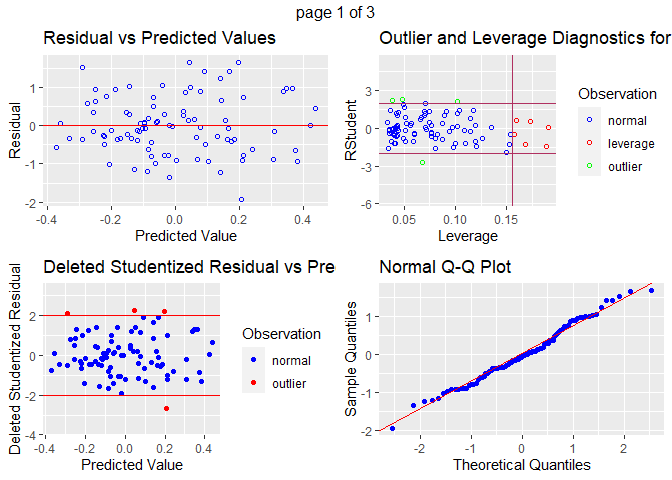 page 1 of 3
Residual vs Predicted Values
Residual
1
0
-1
-2
-0.4
-0.2
0.0
0.2
0.4
Predicted Value
Outlier and Leverage Diagnostics for
RStudent
3
0
-3
-6
0.05
0.10
0.15
Leverage
Observation
normal
leverage
outlier
Deleted Studentized Residual vs Pre
Deleted Studentized Residual
2
0
-2
-4
-0.4
-0.2
0.0
0.2
0.4
Predicted Value
Observation
normal
outlier
Normal Q-Q Plot
Sample Quantiles
1
0
-1
-2
-2
-1
0
1
2
Theoretical Quantiles